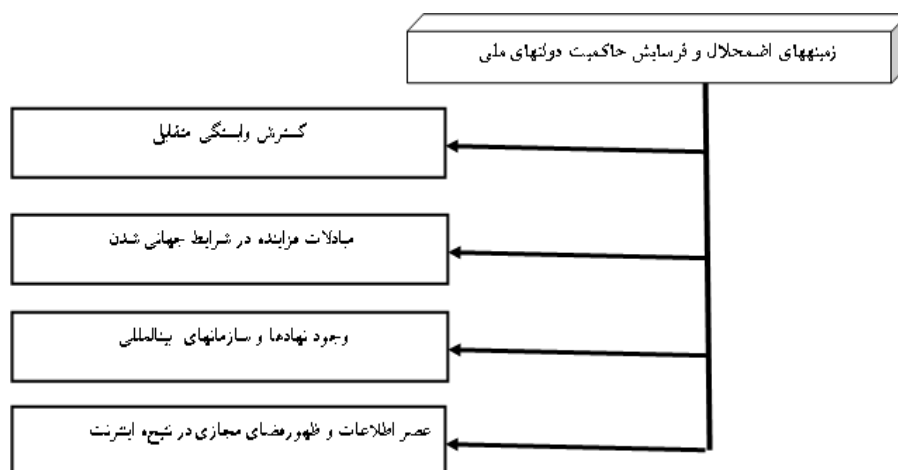 زمینههای اضمحلال و فرسایش حاکمیت دولتهای ملی
گسترش وابستگی متقابل
مبادلات فزاینده در شرایط جهانی شدن
وجود نهادها و سازمانهای بینالمللی
عصر اطلاعات و ظهورفضای مجازی در نتیجه اینترنت